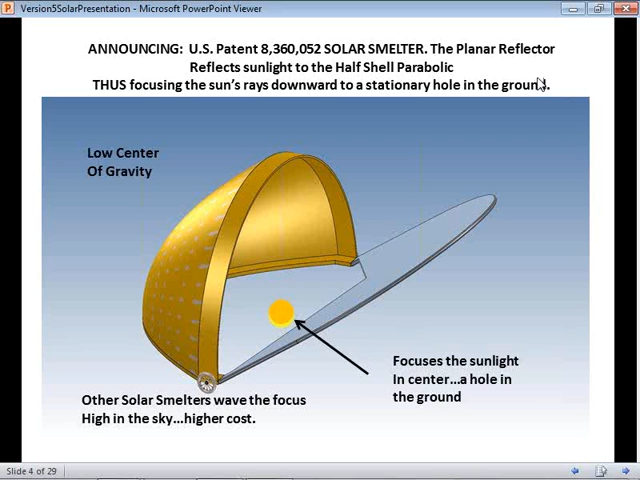 Version5SolarPresentation - Microsoft PowerPoint Viewer
ANNOUNCING:  U.S. Patent 8,360,052 SOLAR SMELTER. The Planar Reflector
Reflects sunlight to the Half Shell Parabolic
THUS focusing the sun's rays downward to a stationary hole in the ground.
Low Center
Of Gravity
Focuses the sunlight
In center...a hole in
the ground
Other Solar Smelters wave the focus
High in the sky...higher cost.
Slide 4 of 29